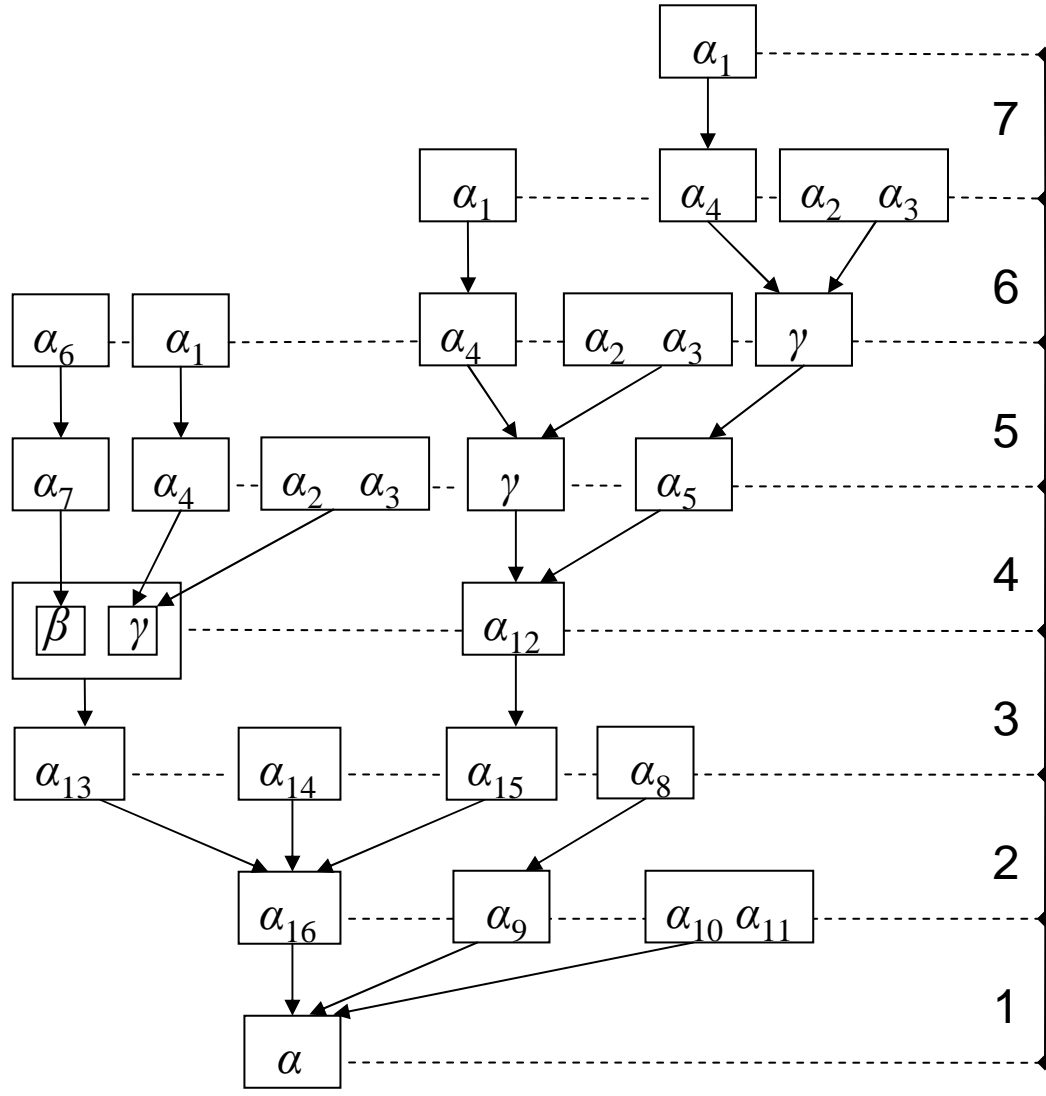 α₁
7
α₁ α₄ α₂ α₃
6
α₆ α₁ α₄ α₂ α₃ γ
5
α₇ α₄ α₂ α₃ γ α₅
4
β γ α₁₂
3
α₁₃ α₁₄ α₁₅ α₈
2
α₁₆ α₉ α₁₀ α₁₁
1
α